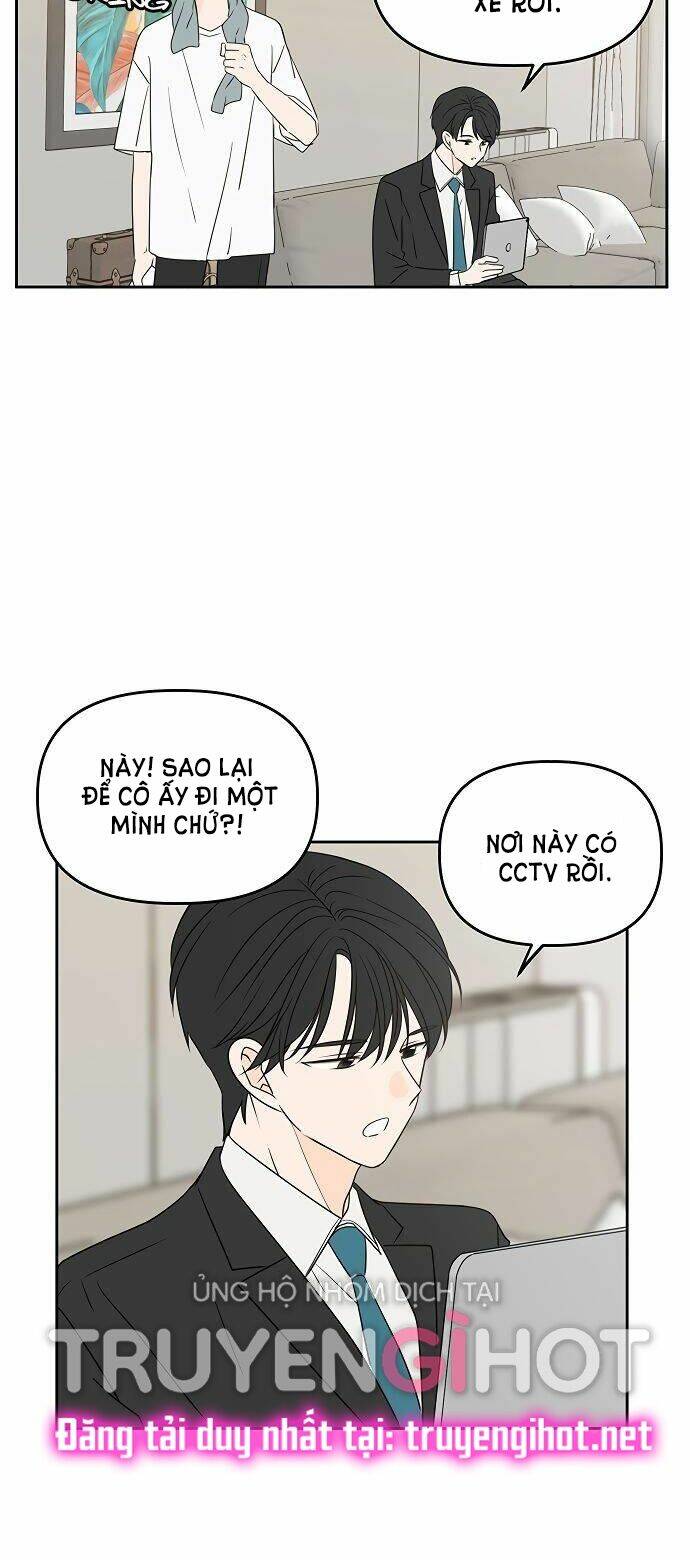 XE RỒI.
NÀY! SAO LẠI
ĐỂ CÔ ẤY ĐI MỘT
MÌNH CHỨ?!
NƠI NÀY CÓ
CCTV RỒI.
ỦNG HỘ NHÓM DỊCH TẠI
TRUYENGIHOT
Đăng tải duy nhất tại: truyengihot.net